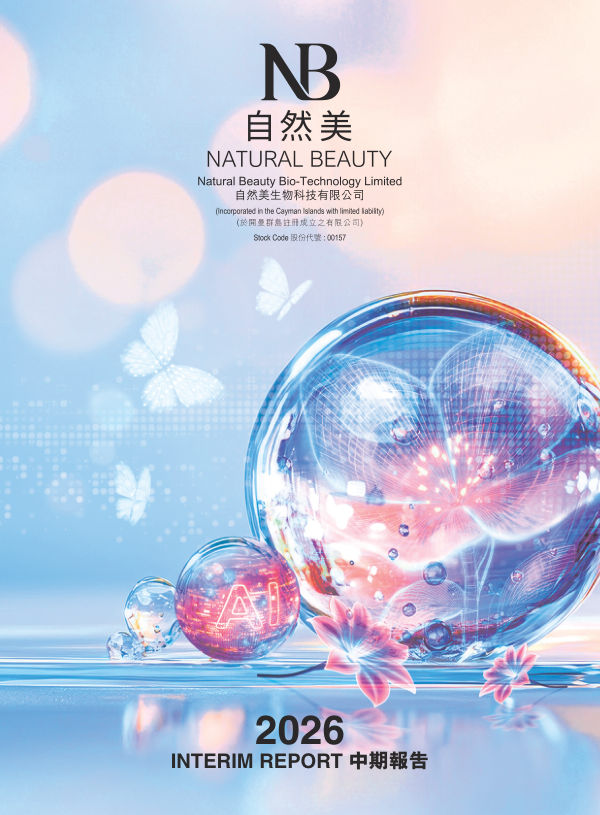 NB
自然美
NATURAL BEAUTY
Natural Beauty Bio-Technology Limited
自然美生物科技有限公司
(Incorporated in the Cayman Islands with limited liability)
(於開曼群島註冊成立之有限公司)
Stock Code 股份代號 : 00157
AI
2026
INTERIM REPORT 中期報告